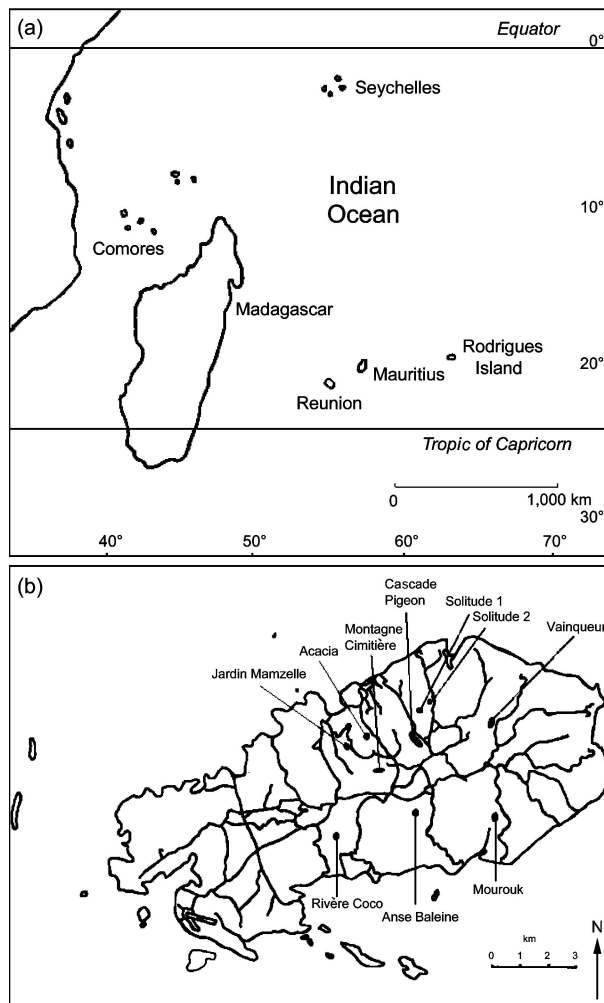 (a)
Equator
0°
Seychelles
Indian
Ocean
10°
Comores
Madagascar
Rodrigues
Island
20°
Mauritius
Reunion
Tropic of Capricorn
0
1,000 km
30°
40°
50°
60°
70°
(b)
Cascade
Pigeon
Solitude 1
Solitude 2
Montagne
Cimitière
Vainqueur
Acacia
Jardin Mamzelle
Mourouk
Rivère Coco
Anse Baleine
km
N
0 1 2 3